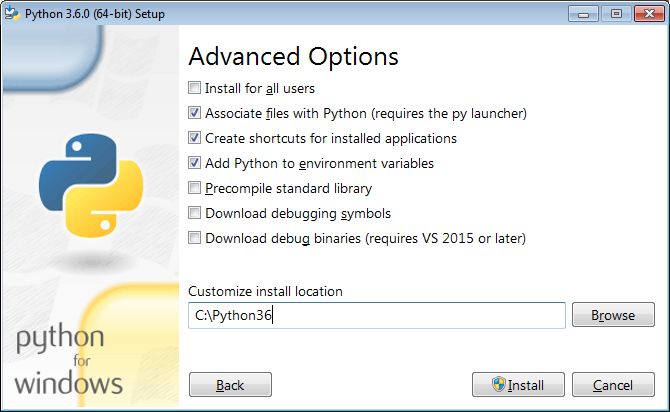 Python 3.6.0 (64-bit) Setup
Advanced Options
Install for all users
Associate files with Python (requires the py launcher)
Create shortcuts for installed applications
Add Python to environment variables
Precompile standard library
Download debugging symbols
Download debug binaries (requires VS 2015 or later)
Customize install location
C:\Python36
Browse
python
for
windows
Back
Install
Cancel